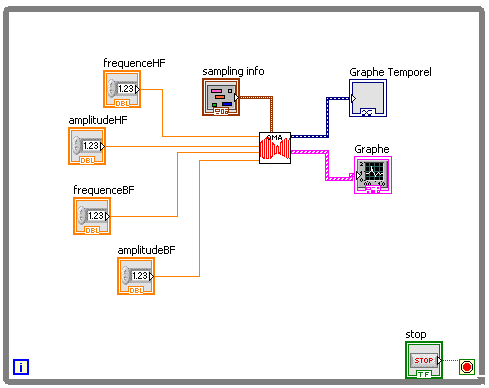 frequenceHF
1.23
DBL
sampling info
Graphe Temporel
amplitudeHF
1.23
DBL
AMA
Graphe
frequenceBF
1.23
DBL
amplitudeBF
1.23
DBL
stop
STOP
TF
i